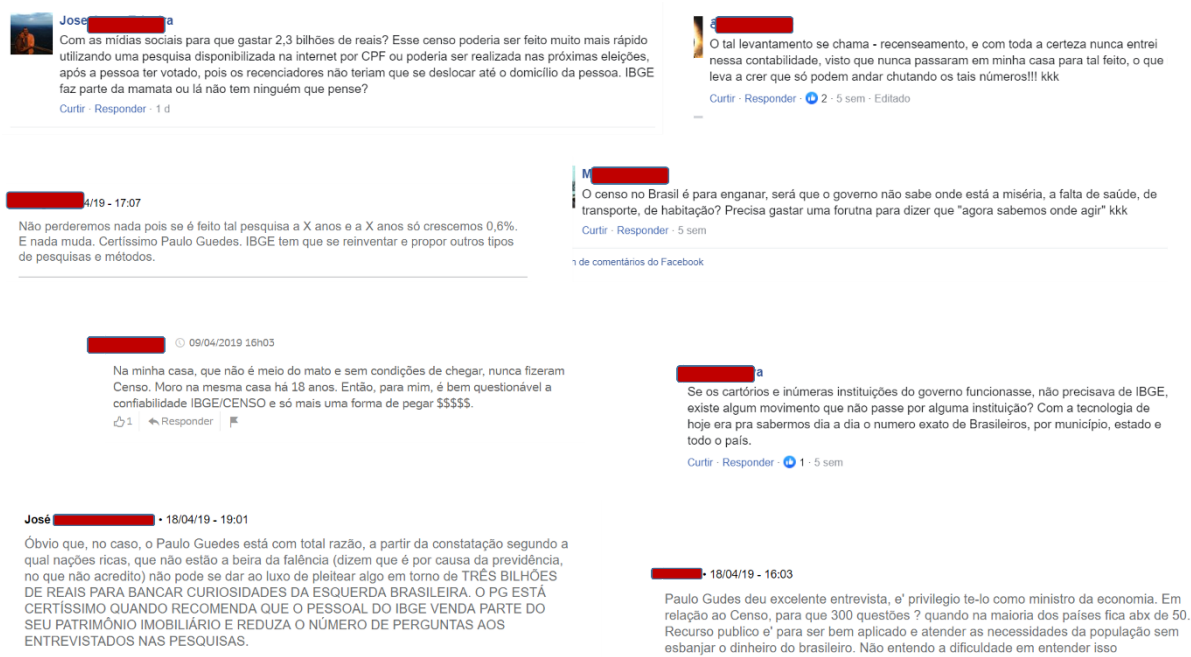 Jose
a
Com as mídias sociais para que gastar 2,3 bilhões de reais? Esse censo poderia ser feito muito mais rápido
utilizando uma pesquisa disponibilizada na internet por CPF ou poderia ser realizada nas próximas eleições,
após a pessoa ter votado, pois os recenciadores não teriam que se deslocar até o domicílio da pessoa. IBGE
faz parte da mamata ou lá não tem ninguém que pense?
Curtir · Responder · 1 d
O tal levantamento se chama - recenseamento, e com toda a certeza nunca entrei
nessa contabilidade, visto que nunca passaram em minha casa para tal feito, o que
leva a crer que só podem andar chutando os tais números!!! kkk
Curtir · Responder · 2 · 5 sem · Editado
4/19 - 17:07
Não perderemos nada pois se é feito tal pesquisa a X anos e a X anos só crescemos 0,6%.
E nada muda. Certíssimo Paulo Guedes. IBGE tem que se reinventar e propor outros tipos
de pesquisas e métodos.
M
O censo no Brasil é para enganar, será que o governo não sabe onde está a miséria, a falta de saúde, de
transporte, de habitação? Precisa gastar uma forutna para dizer que "agora sabemos onde agir" kkk
Curtir · Responder · 5 sem
de comentários do Facebook
09/04/2019 16h03
Na minha casa, que não é meio do mato e sem condições de chegar, nunca fizeram
Censo. Moro na mesma casa há 18 anos. Então, para mim, é bem questionável a
confiabilidade IBGE/CENSO e só mais uma forma de pegar $$$$$.
1 Responder
a
Se os cartórios e inúmeras instituições do governo funcionasse, não precisava de IBGE,
existe algum movimento que não passe por alguma instituição? Com a tecnologia de
hoje era pra sabermos dia a dia o numero exato de Brasileiros, por município, estado e
todo o país.
Curtir · Responder · 1 · 5 sem
José • 18/04/19 - 19:01
Óbvio que, no caso, o Paulo Guedes está com total razão, a partir da constatação segundo a
qual nações ricas, que não estão a beira da falência (dizem que é por causa da previdência,
no que não acredito) não pode se dar ao luxo de pleitear algo em torno de TRÊS BILHÕES
DE REAIS PARA BANCAR CURIOSIDADES DA ESQUERDA BRASILEIRA. O PG ESTÁ
CERTÍSSIMO QUANDO RECOMENDA QUE O PESSOAL DO IBGE VENDA PARTE DO
SEU PATRIMÔNIO IMOBILIÁRIO E REDUZA O NÚMERO DE PERGUNTAS AOS
ENTREVISTADOS NAS PESQUISAS.
• 18/04/19 - 16:03
Paulo Gudes deu excelente entrevista, e' privilegio te-lo como ministro da economia. Em
relação ao Censo, para que 300 questões ? quando na maioria dos países fica abx de 50.
Recurso publico e' para ser bem aplicado e atender as necessidades da população sem
esbanjar o dinheiro do brasileiro. Não entendo a dificuldade em entender isso